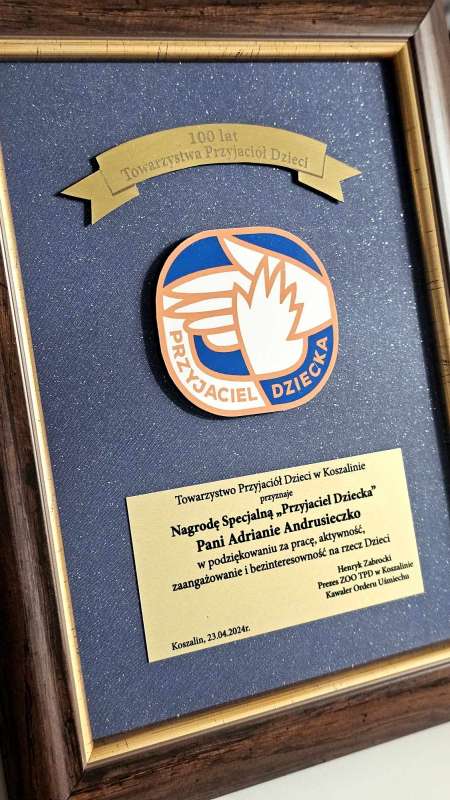 100 lat
Towarzystwa Przyjaciół Dzieci
PRZYJACIEL DZIECKA
Towarzystwo Przyjaciół Dzieci w Koszalinie
przyznaje
Nagrodę Specjalną „Przyjaciel Dziecka”
Pani Adrianie Andrusieczko
w podziękowaniu za pracę, aktywność,
zaangażowanie i bezinteresowność na rzecz Dzieci
Henryk Zabrocki
Prezes ZOO TPD w Koszalinie
Kawaler Orderu Uśmiechu
Koszalin, 23.04.2024r.